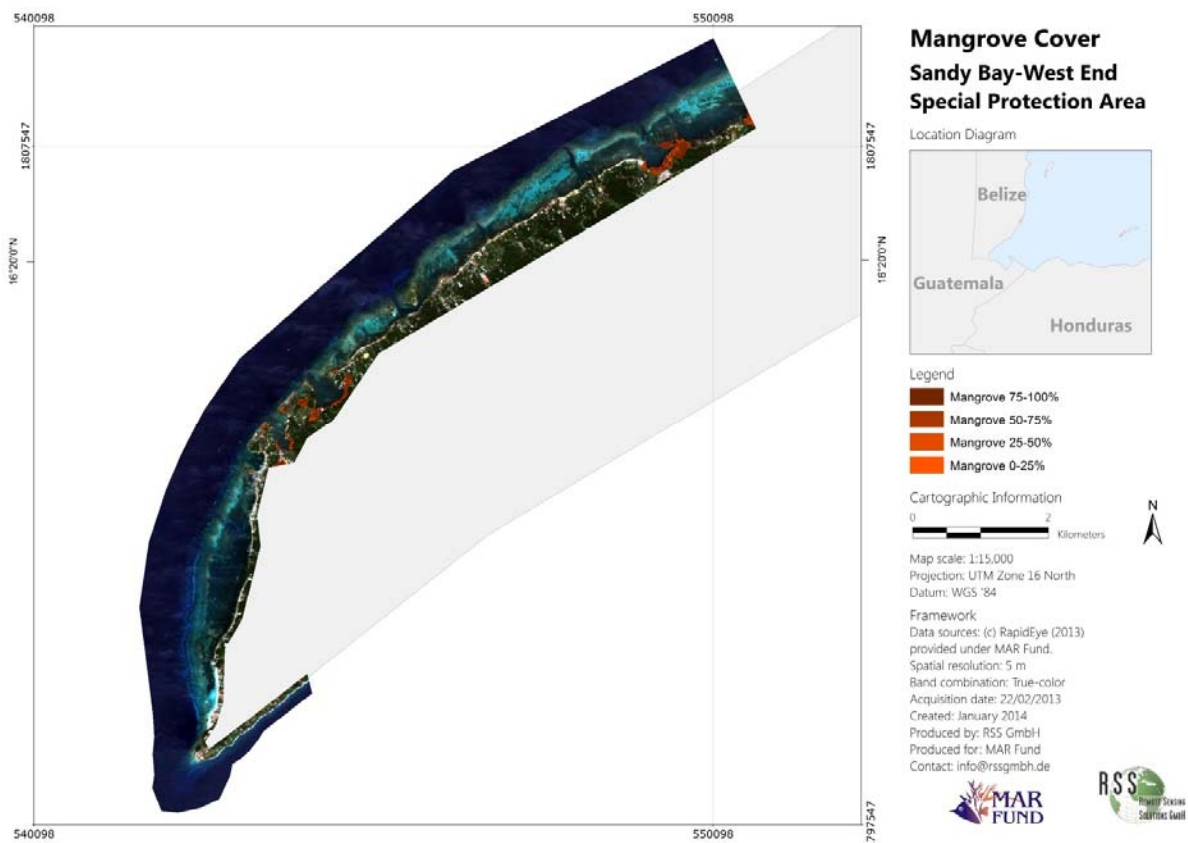 540098
550098
Mangrove Cover
Sandy Bay-West End
Special Protection Area
Location Diagram
1807547
1807547
Belize
Guatemala
Honduras
16°20'0"N
16°20'0"N
Legend
Mangrove 75-100%
Mangrove 50-75%
Mangrove 25-50%
Mangrove 0-25%
Cartographic Information
0 2
Kilometers
N
Map scale: 1:15,000
Projection: UTM Zone 16 North
Datum: WGS '84
Framework
Data sources: (c) RapidEye (2013)
provided under MAR Fund.
Spatial resolution: 5 m
Band combination: True-color
Acquisition date: 22/02/2013
Created: January 2014
Produced by: RSS GmbH
Produced for: MAR Fund
Contact: info@rssgmbh.de
MAR
FUND
RSS
Remote Sensing
Solutions GmbH
797547
540098
550098